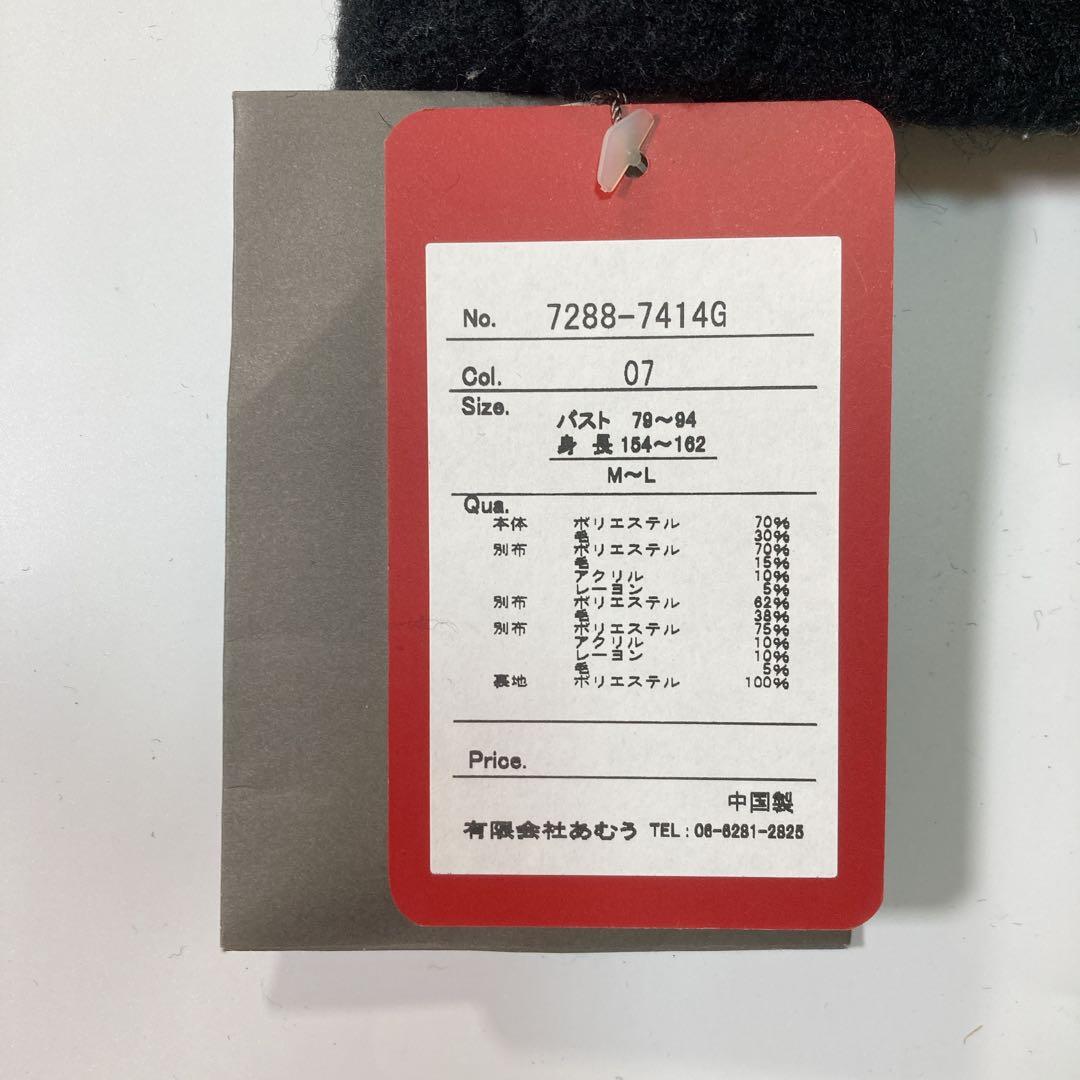 No. 7288-7414G
Col. 07
Size.
バスト 79～94
身 長 154～162
M～L
Qua.
本体 ポリエステル 70%
毛 30%
別布 ポリエステル 70%
毛 15%
アクリル 10%
レーヨン 5%
別布 ポリエステル 62%
毛 38%
別布 ポリエステル 75%
アクリル 10%
レーヨン 10%
毛 5%
裏地 ポリエステル 100%
Price.
中国製
有限会社あむう TEL:06-6281-2825